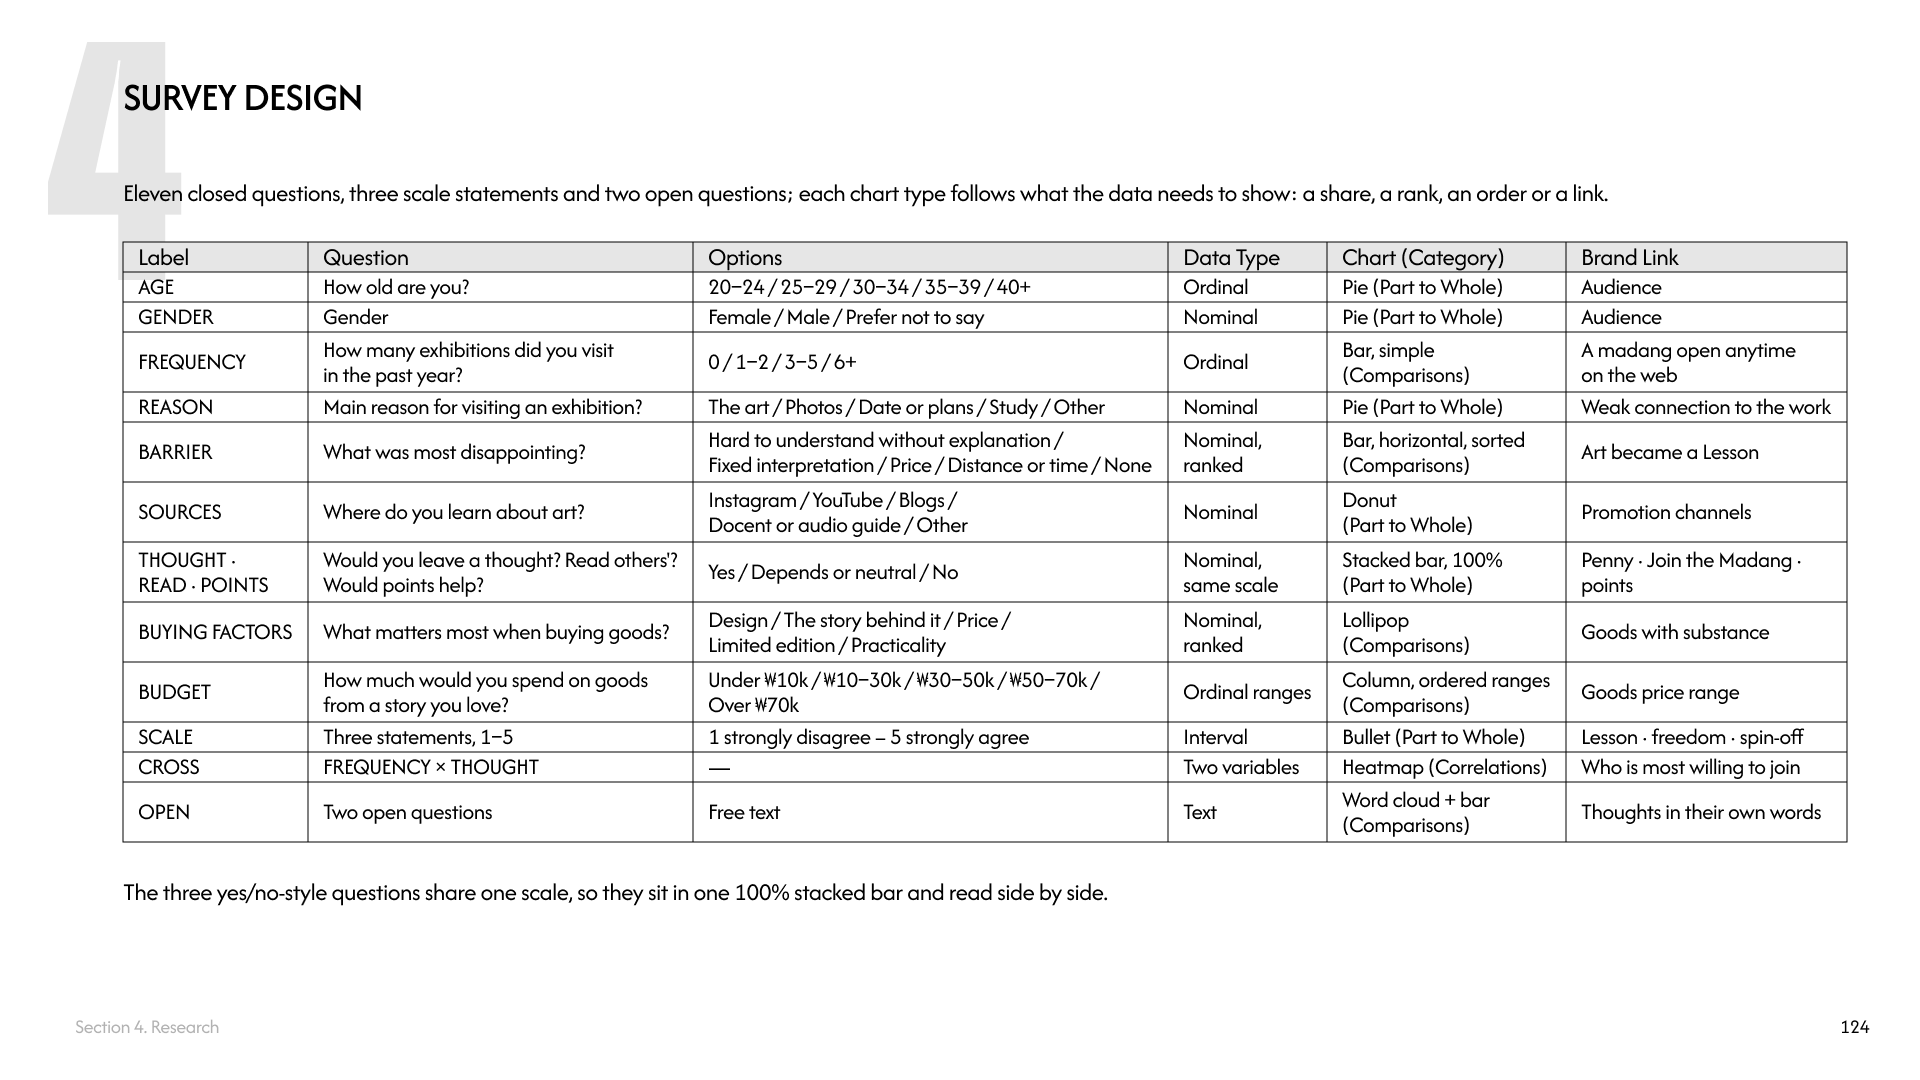 4
SURVEY DESIGN
Eleven closed questions, three scale statements and two open questions; each chart type follows what the data needs to show: a share, a rank, an order or a link.
Label Question Options Data Type Chart (Category) Brand Link
AGE How old are you? 20–24 / 25–29 / 30–34 / 35–39 / 40+ Ordinal Pie (Part to Whole) Audience
GENDER Gender Female / Male / Prefer not to say Nominal Pie (Part to Whole) Audience
FREQUENCY How many exhibitions did you visit
in the past year? 0 / 1–2 / 3–5 / 6+ Ordinal Bar, simple
(Comparisons) A madang open anytime
on the web
REASON Main reason for visiting an exhibition? The art / Photos / Date or plans / Study / Other Nominal Pie (Part to Whole) Weak connection to the work
BARRIER What was most disappointing? Hard to understand without explanation /
Fixed interpretation / Price / Distance or time / None Nominal,
ranked Bar, horizontal, sorted
(Comparisons) Art became a Lesson
SOURCES Where do you learn about art? Instagram / YouTube / Blogs /
Docent or audio guide / Other Nominal Donut
(Part to Whole) Promotion channels
THOUGHT ·
READ · POINTS Would you leave a thought? Read others'?
Would points help? Yes / Depends or neutral / No Nominal,
same scale Stacked bar, 100%
(Part to Whole) Penny · Join the Madang ·
points
BUYING FACTORS What matters most when buying goods? Design / The story behind it / Price /
Limited edition / Practicality Nominal,
ranked Lollipop
(Comparisons) Goods with substance
BUDGET How much would you spend on goods
from a story you love? Under ₩10k / ₩10–30k / ₩30–50k / ₩50–70k /
Over ₩70k Ordinal ranges Column, ordered ranges
(Comparisons) Goods price range
SCALE Three statements, 1–5 1 strongly disagree – 5 strongly agree Interval Bullet (Part to Whole) Lesson · freedom · spin-off
CROSS FREQUENCY × THOUGHT — Two variables Heatmap (Correlations) Who is most willing to join
OPEN Two open questions Free text Text Word cloud + bar
(Comparisons) Thoughts in their own words
The three yes/no-style questions share one scale, so they sit in one 100% stacked bar and read side by side.
Section 4. Research 124